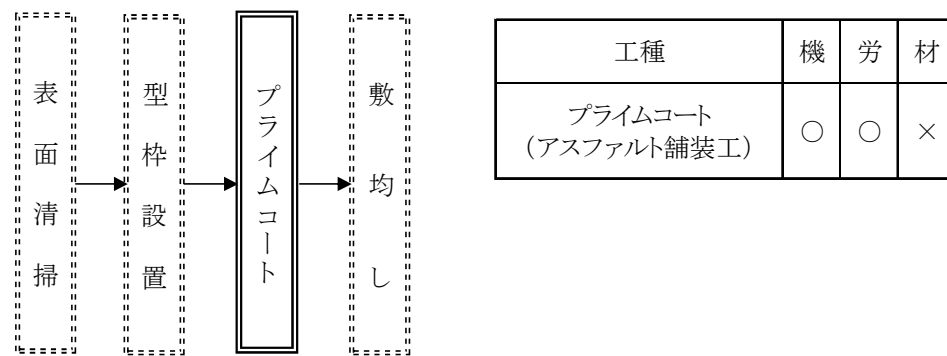 表面清掃
型枠設置
プライムコート
敷均し
工種 機 労 材
プライムコート
(アスファルト舗装工) ○ ○ ×